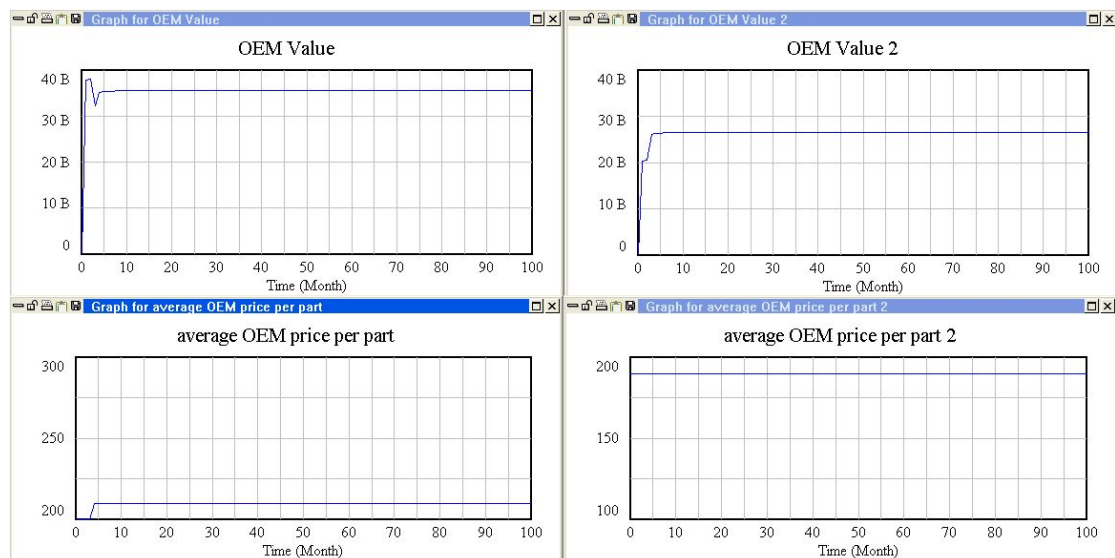 Graph for OEM Value
OEM Value
40 B
30 B
20 B
10 B
0
0 10 20 30 40 50 60 70 80 90 100
Time (Month)
Graph for OEM Value 2
OEM Value 2
40 B
30 B
20 B
10 B
0
0 10 20 30 40 50 60 70 80 90 100
Time (Month)
Graph for average OEM price per part
average OEM price per part
300
250
200
0 10 20 30 40 50 60 70 80 90 100
Time (Month)
Graph for average OEM price per part 2
average OEM price per part 2
200
150
100
0 10 20 30 40 50 60 70 80 90 100
Time (Month)